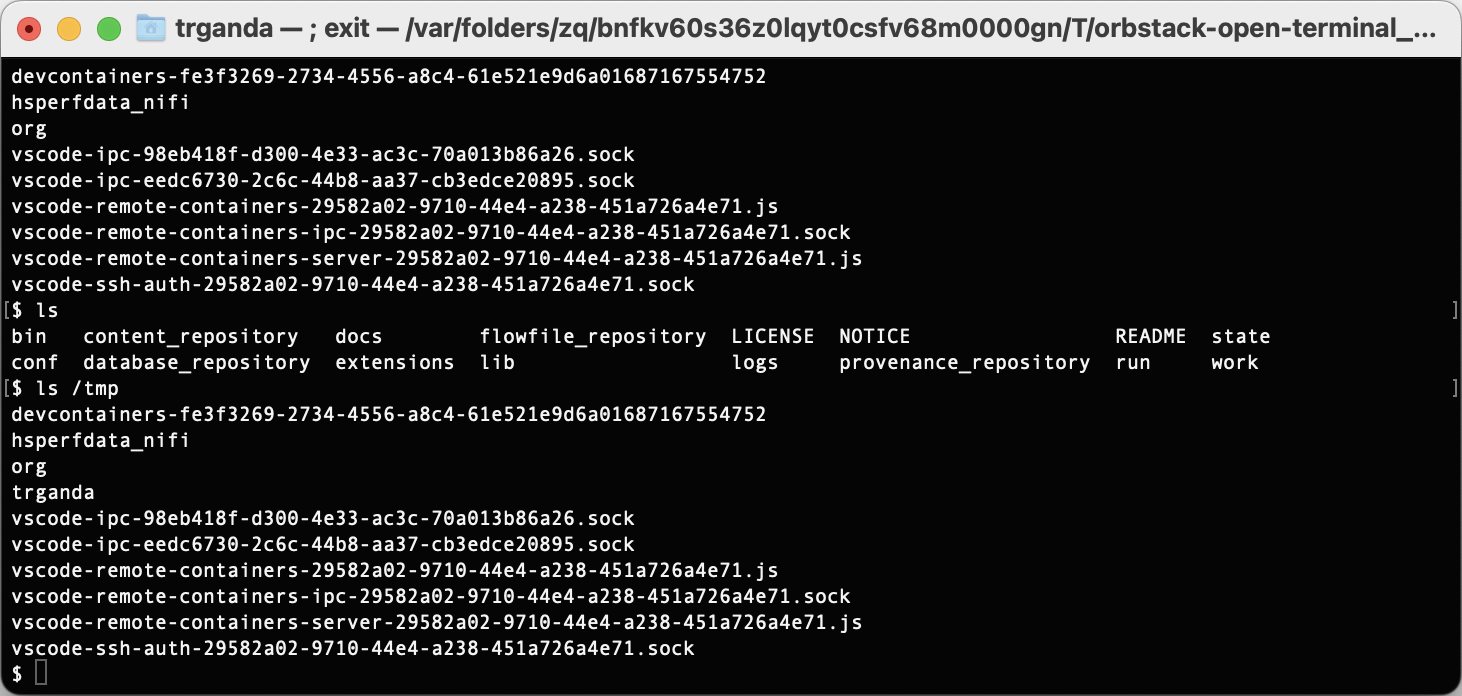 trganda — ; exit — /var/folders/zq/bnfkv60s36z0lqyt0csfv68m0000gn/T/orbstack-open-terminal_...
devcontainers-fe3f3269-2734-4556-a8c4-61e521e9d6a01687167554752
hsperfdata_nifi
org
vscode-ipc-98eb418f-d300-4e33-ac3c-70a013b86a26.sock
vscode-ipc-eedc6730-2c6c-44b8-aa37-cb3edce20895.sock
vscode-remote-containers-29582a02-9710-44e4-a238-451a726a4e71.js
vscode-remote-containers-ipc-29582a02-9710-44e4-a238-451a726a4e71.sock
vscode-remote-containers-server-29582a02-9710-44e4-a238-451a726a4e71.js
vscode-ssh-auth-29582a02-9710-44e4-a238-451a726a4e71.sock
[$ ls ]
bin content_repository docs flowfile_repository LICENSE NOTICE README state
conf database_repository extensions lib logs provenance_repository run work
[$ ls /tmp ]
devcontainers-fe3f3269-2734-4556-a8c4-61e521e9d6a01687167554752
hsperfdata_nifi
org
trganda
vscode-ipc-98eb418f-d300-4e33-ac3c-70a013b86a26.sock
vscode-ipc-eedc6730-2c6c-44b8-aa37-cb3edce20895.sock
vscode-remote-containers-29582a02-9710-44e4-a238-451a726a4e71.js
vscode-remote-containers-ipc-29582a02-9710-44e4-a238-451a726a4e71.sock
vscode-remote-containers-server-29582a02-9710-44e4-a238-451a726a4e71.js
vscode-ssh-auth-29582a02-9710-44e4-a238-451a726a4e71.sock
$